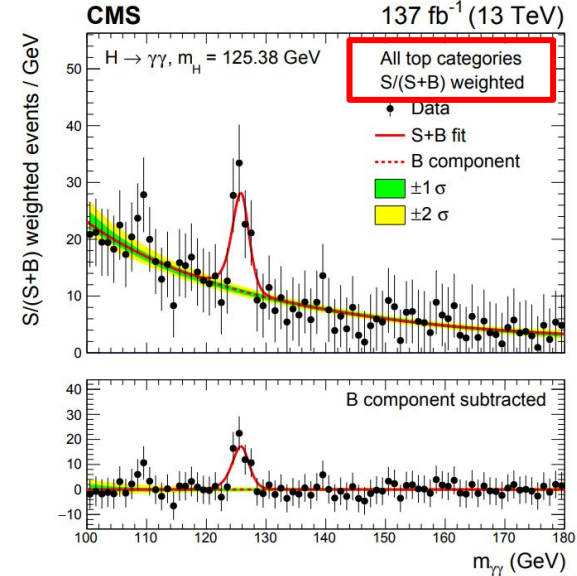 CMS 137 fb⁻¹ (13 TeV)
H → γγ, m_H = 125.38 GeV
All top categories
S/(S+B) weighted
Data
S+B fit
B component
±1 σ
±2 σ
S/(S+B) weighted events / GeV
50
40
30
20
10
0
B component subtracted
40
30
20
10
0
−10
100 110 120 130 140 150 160 170 180
m_γγ (GeV)